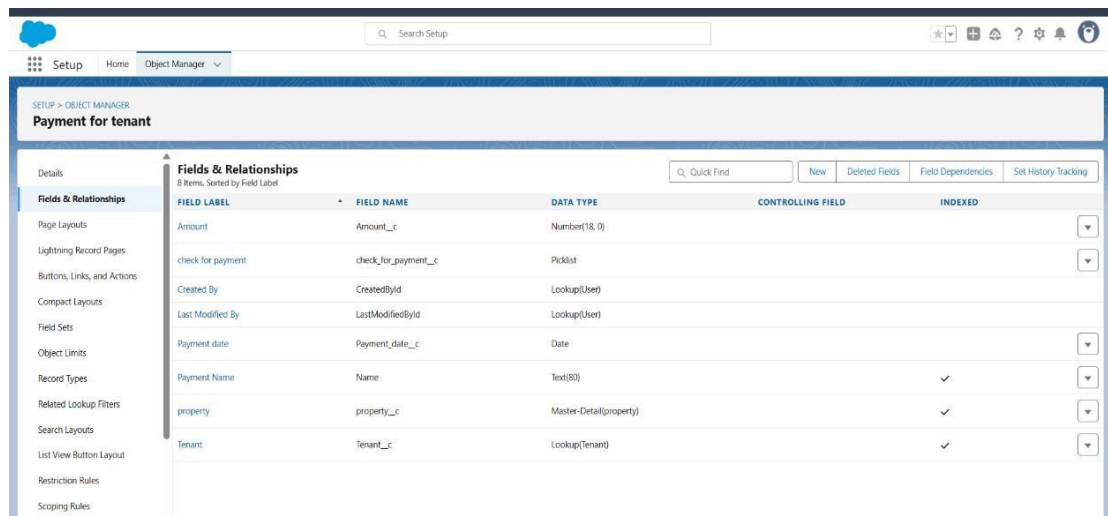 Search Setup
Setup Home Object Manager
SETUP > OBJECT MANAGER
Payment for tenant
Details
Fields & Relationships
Page Layouts
Lightning Record Pages
Buttons, Links, and Actions
Compact Layouts
Field Sets
Object Limits
Record Types
Related Lookup Filters
Search Layouts
List View Button Layout
Restriction Rules
Scoping Rules
Fields & Relationships
8 Items. Sorted by Field Label
Quick Find New Deleted Fields Field Dependencies Set History Tracking
FIELD LABEL FIELD NAME DATA TYPE CONTROLLING FIELD INDEXED
Amount Amount__c Number(18, 0)
check for payment check_for_payment__c Picklist
Created By CreatedById Lookup(User)
Last Modified By LastModifiedById Lookup(User)
Payment date Payment_date__c Date
Payment Name Name Text(80)
property property__c Master-Detail(property)
Tenant Tenant__c Lookup(Tenant)